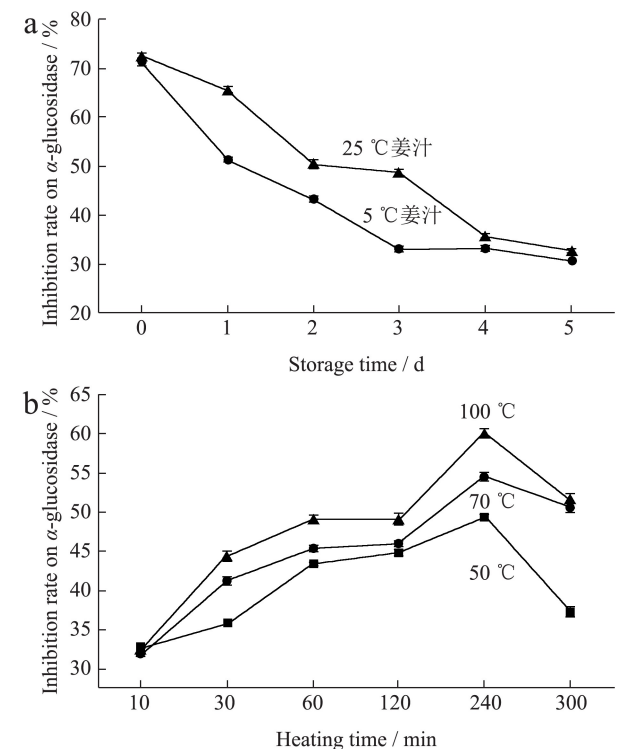 a
Inhibition rate on α-glucosidase / %
80
70
60
50
40
30
20
25 ℃姜汁
5 ℃姜汁
0 1 2 3 4 5
Storage time / d
b
Inhibition rate on α-glucosidase / %
65
60
55
50
45
40
35
30
100 ℃
70 ℃
50 ℃
10 30 60 120 240 300
Heating time / min